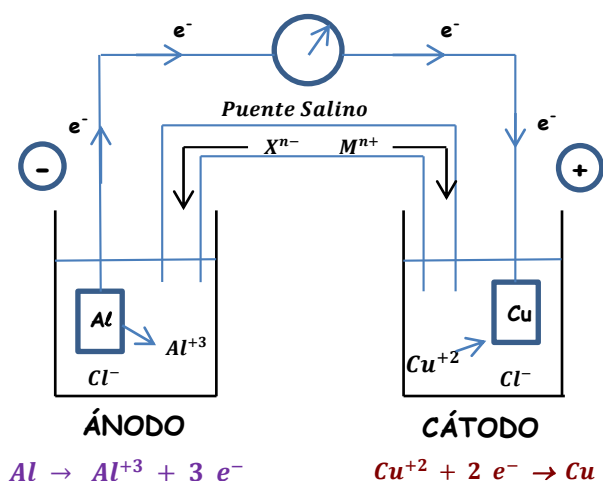 e⁻ e⁻
e⁻ Puente Salino e⁻
- Xⁿ⁻ Mⁿ⁺ +
Al Cu
Al⁺³ Cu⁺²
Cl⁻ Cl⁻
ÁNODO CÁTODO
Al → Al⁺³ + 3 e⁻ Cu⁺² + 2 e⁻ → Cu